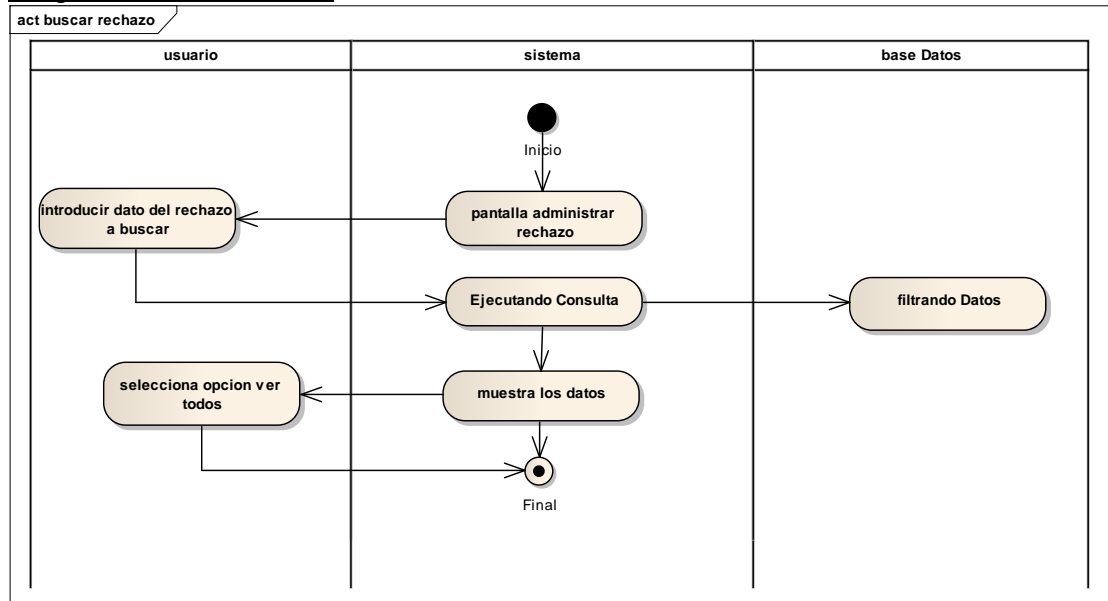 act buscar rechazo
usuario
sistema
base Datos
Inicio
introducir dato del rechazo
a buscar
pantalla administrar
rechazo
Ejecutando Consulta
filtrando Datos
selecciona opcion ver
todos
muestra los datos
Final